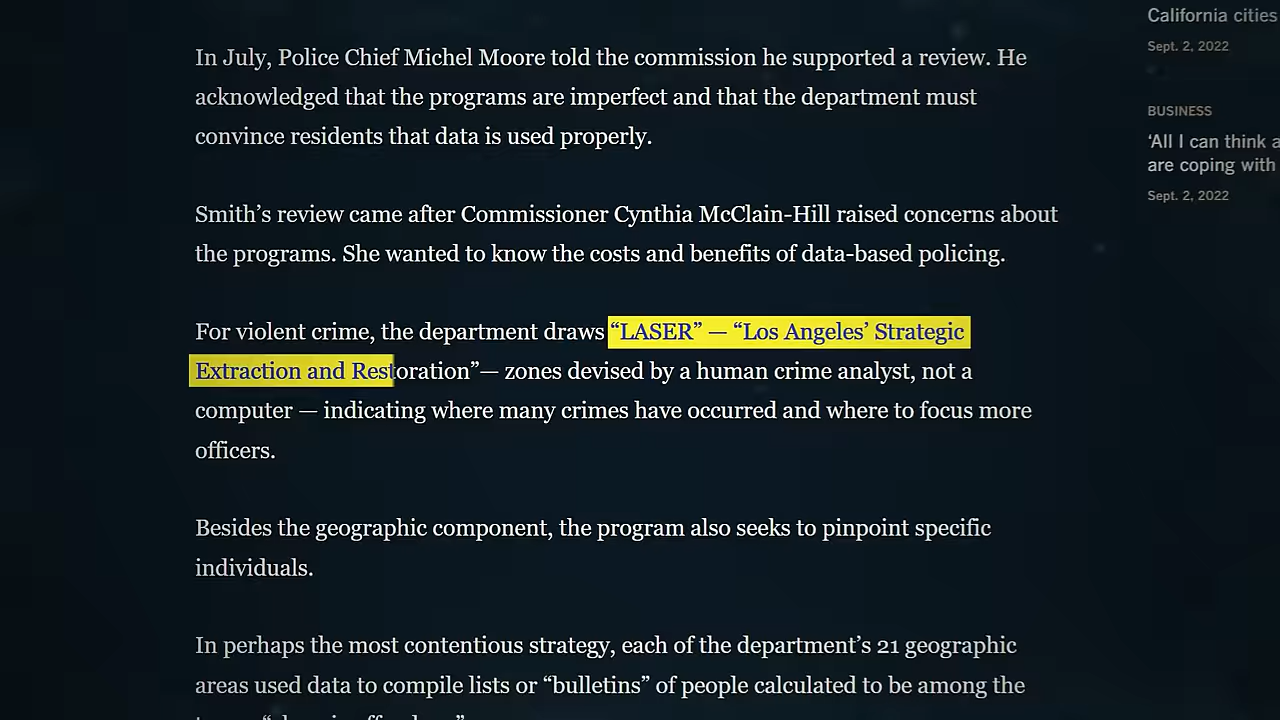 California cities
Sept. 2, 2022
BUSINESS
‘All I can think a
are coping with
Sept. 2, 2022
In July, Police Chief Michel Moore told the commission he supported a review. He
acknowledged that the programs are imperfect and that the department must
convince residents that data is used properly.
Smith’s review came after Commissioner Cynthia McClain-Hill raised concerns about
the programs. She wanted to know the costs and benefits of data-based policing.
For violent crime, the department draws “LASER” — “Los Angeles’ Strategic
Extraction and Restoration”— zones devised by a human crime analyst, not a
computer — indicating where many crimes have occurred and where to focus more
officers.
Besides the geographic component, the program also seeks to pinpoint specific
individuals.
In perhaps the most contentious strategy, each of the department’s 21 geographic
areas used data to compile lists or “bulletins” of people calculated to be among the